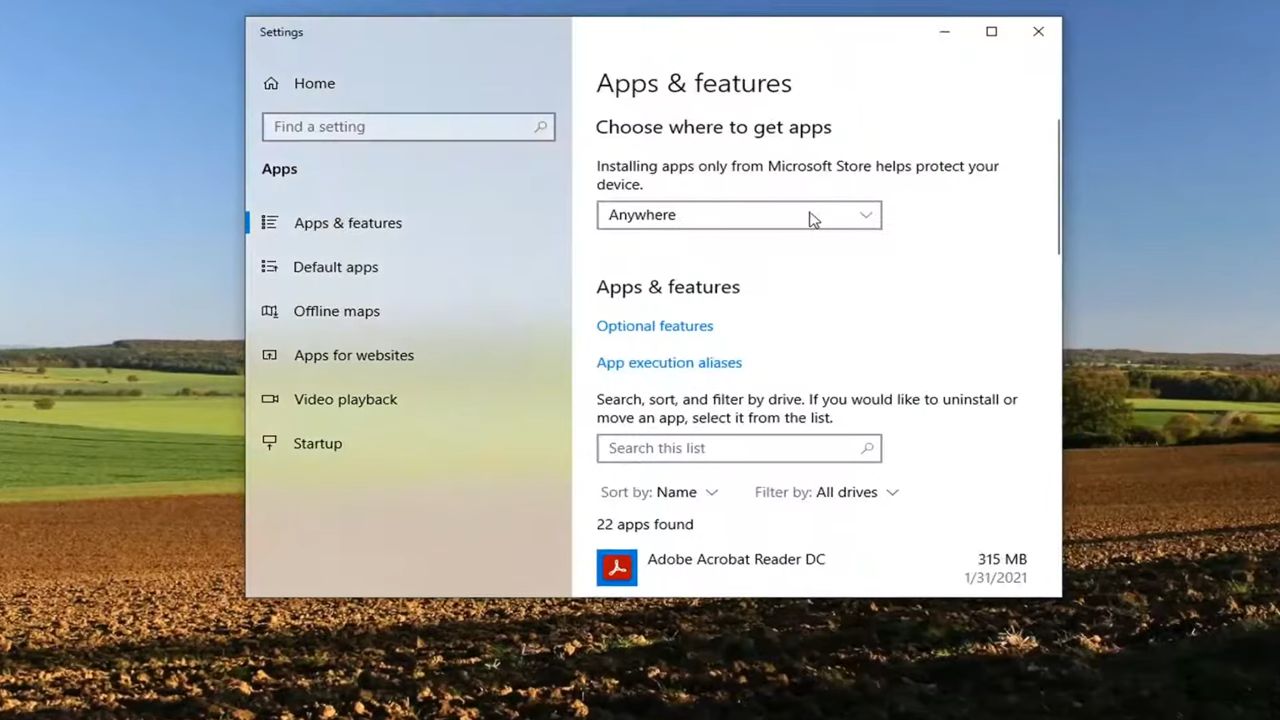 Settings
Home
Find a setting
Apps
Apps & features
Default apps
Offline maps
Apps for websites
Video playback
Startup
Apps & features
Choose where to get apps
Installing apps only from Microsoft Store helps protect your
device.
Anywhere
Apps & features
Optional features
App execution aliases
Search, sort, and filter by drive. If you would like to uninstall or
move an app, select it from the list.
Search this list
Sort by: Name Filter by: All drives
22 apps found
Adobe Acrobat Reader DC 315 MB
1/31/2021